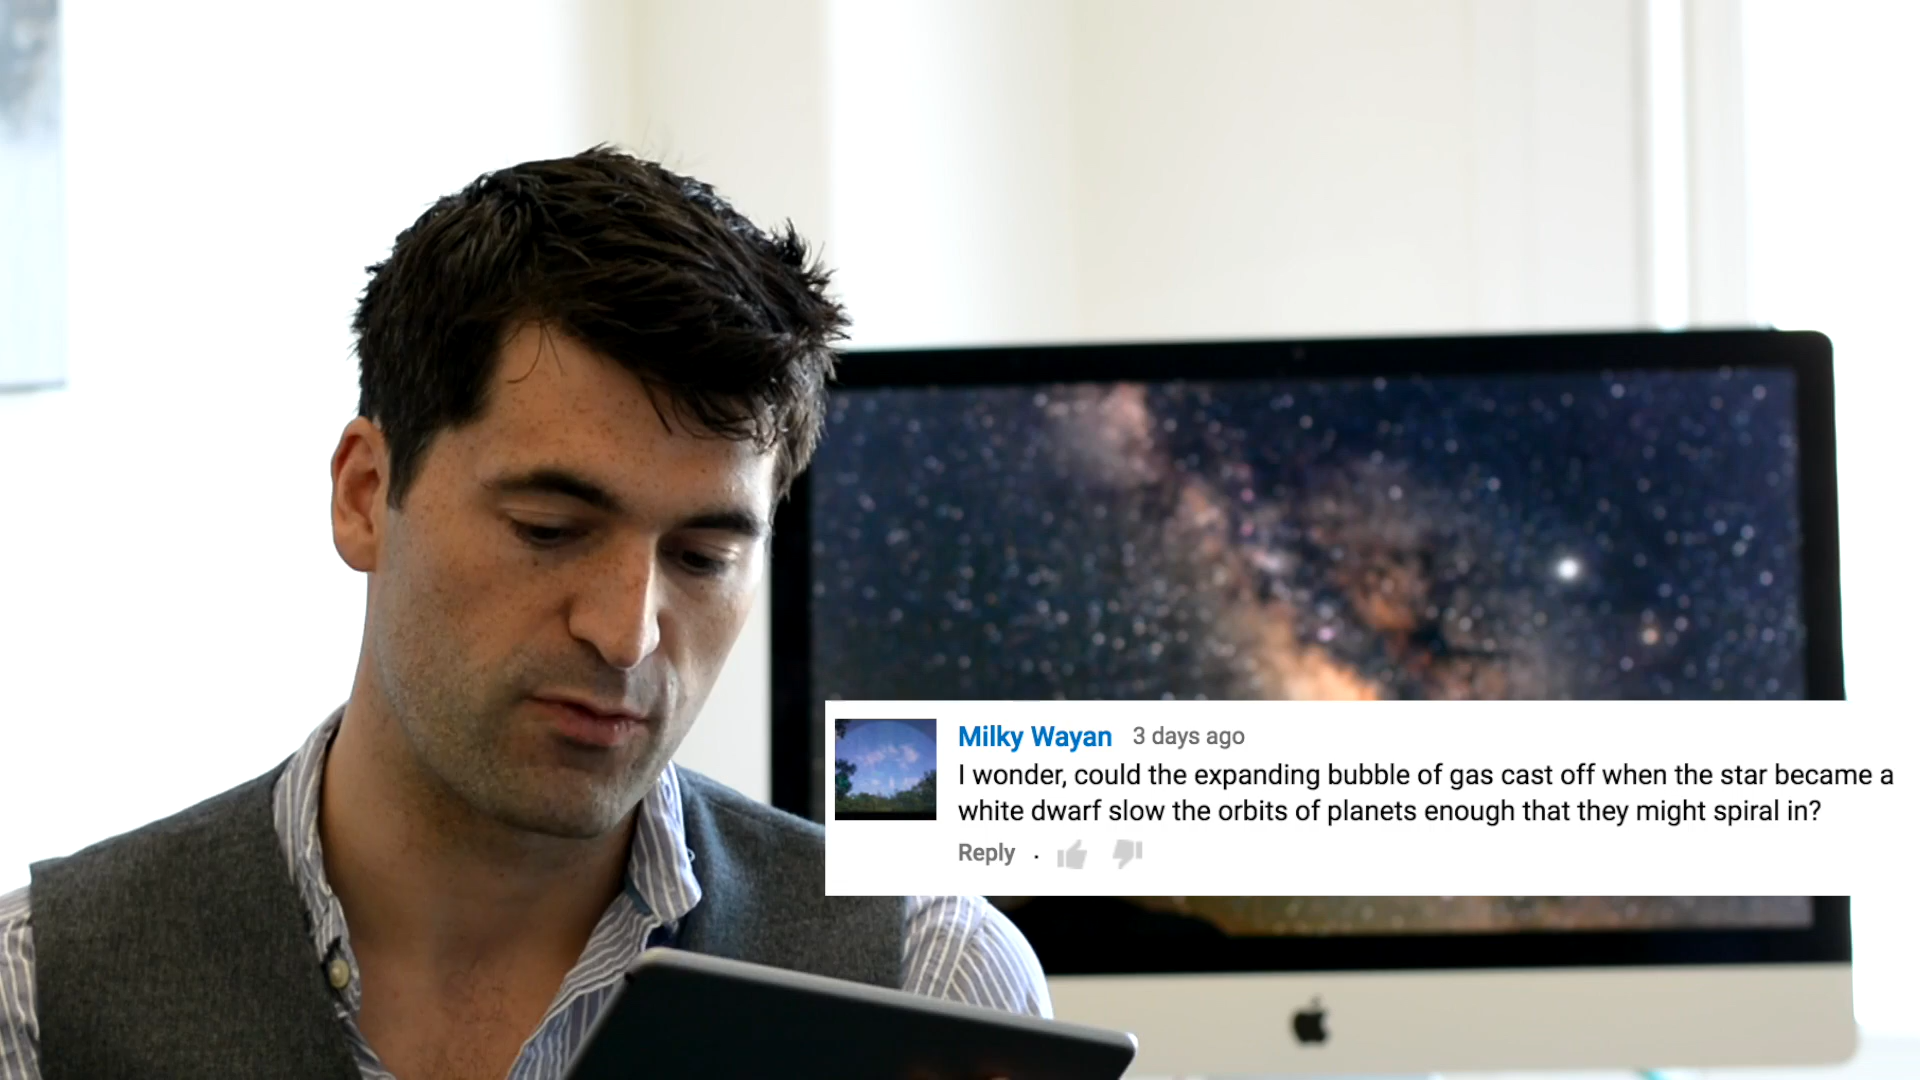 Milky Wayan 3 days ago
I wonder, could the expanding bubble of gas cast off when the star became a
white dwarf slow the orbits of planets enough that they might spiral in?
Reply ·